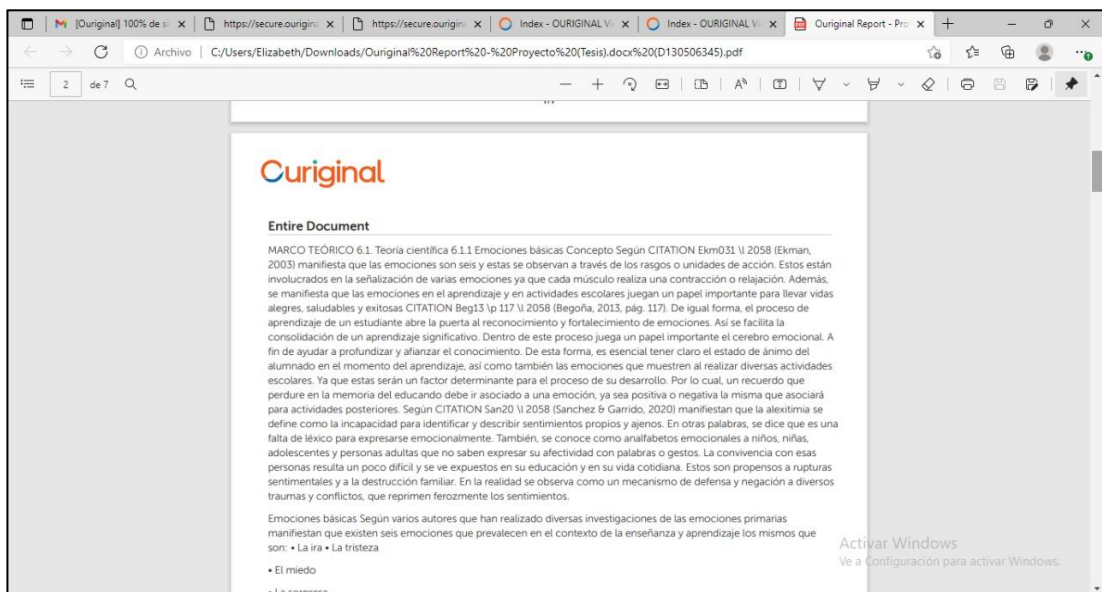 [Ouriginal] 100% de si
https://secure.ourigin
https://secure.ourigin
Index - OURIGINAL Vi
Index - OURIGINAL Vi
Ouriginal Report - Pro
Archivo C:/Users/Elizabeth/Downloads/Ouriginal%20Report%20-%20Proyecto%20(Tesis).docx%20(D130506345).pdf
2 de 7
Ouriginal
Entire Document
MARCO TEÓRICO 6.1. Teoría científica 6.1.1 Emociones básicas Concepto Según CITATION Ekm031 \l 2058 (Ekman,
2003) manifiesta que las emociones son seis y estas se observan a través de los rasgos o unidades de acción. Estos están
involucrados en la señalización de varias emociones ya que cada músculo realiza una contracción o relajación. Además,
se manifiesta que las emociones en el aprendizaje y en actividades escolares juegan un papel importante para llevar vidas
alegres, saludables y exitosas CITATION Beg13 \p 117 \l 2058 (Begoña, 2013, pág. 117). De igual forma, el proceso de
aprendizaje de un estudiante abre la puerta al reconocimiento y fortalecimiento de emociones. Así se facilita la
consolidación de un aprendizaje significativo. Dentro de este proceso juega un papel importante el cerebro emocional. A
fin de ayudar a profundizar y afianzar el conocimiento. De esta forma, es esencial tener claro el estado de ánimo del
alumnado en el momento del aprendizaje, así como también las emociones que muestren al realizar diversas actividades
escolares. Ya que estas serán un factor determinante para el proceso de su desarrollo. Por lo cual, un recuerdo que
perdure en la memoria del educando debe ir asociado a una emoción, ya sea positiva o negativa la misma que asociará
para actividades posteriores. Según CITATION San20 \l 2058 (Sanchez & Garrido, 2020) manifiestan que la alexitimia se
define como la incapacidad para identificar y describir sentimientos propios y ajenos. En otras palabras, se dice que es una
falta de léxico para expresarse emocionalmente. También, se conoce como analfabetos emocionales a niños, niñas,
adolescentes y personas adultas que no saben expresar su afectividad con palabras o gestos. La convivencia con esas
personas resulta un poco difícil y se ve expuestos en su educación y en su vida cotidiana. Estos son propensos a rupturas
sentimentales y a la destrucción familiar. En la realidad se observa como un mecanismo de defensa y negación a diversos
traumas y conflictos, que reprimen ferozmente los sentimientos.
Emociones básicas Según varios autores que han realizado diversas investigaciones de las emociones primarias
manifiestan que existen seis emociones que prevalecen en el contexto de la enseñanza y aprendizaje los mismos que
son: • La ira • La tristeza
• El miedo
Activar Windows
Ve a Configuración para activar Windows.